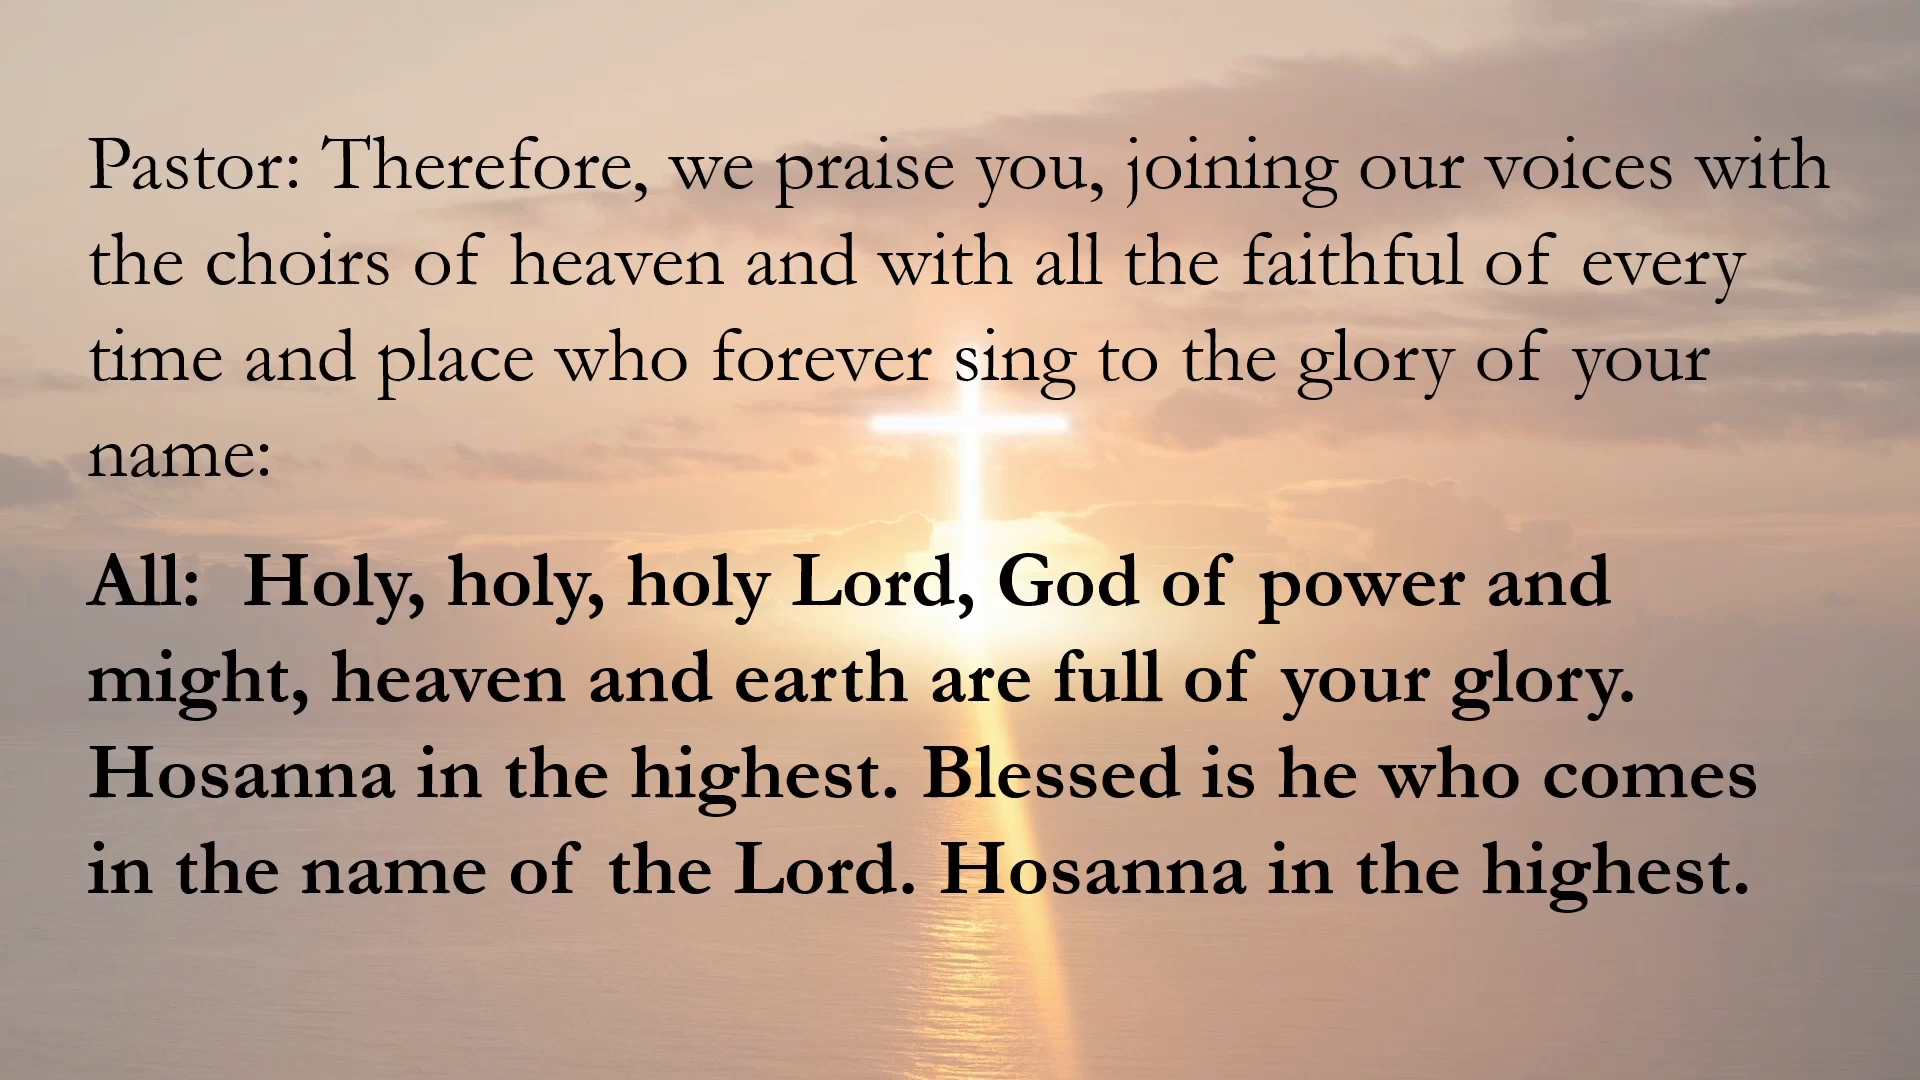 Pastor: Therefore, we praise you, joining our voices with
the choirs of heaven and with all the faithful of every
time and place who forever sing to the glory of your
name:
All:  Holy, holy, holy Lord, God of power and
might, heaven and earth are full of your glory.
Hosanna in the highest. Blessed is he who comes
in the name of the Lord. Hosanna in the highest.